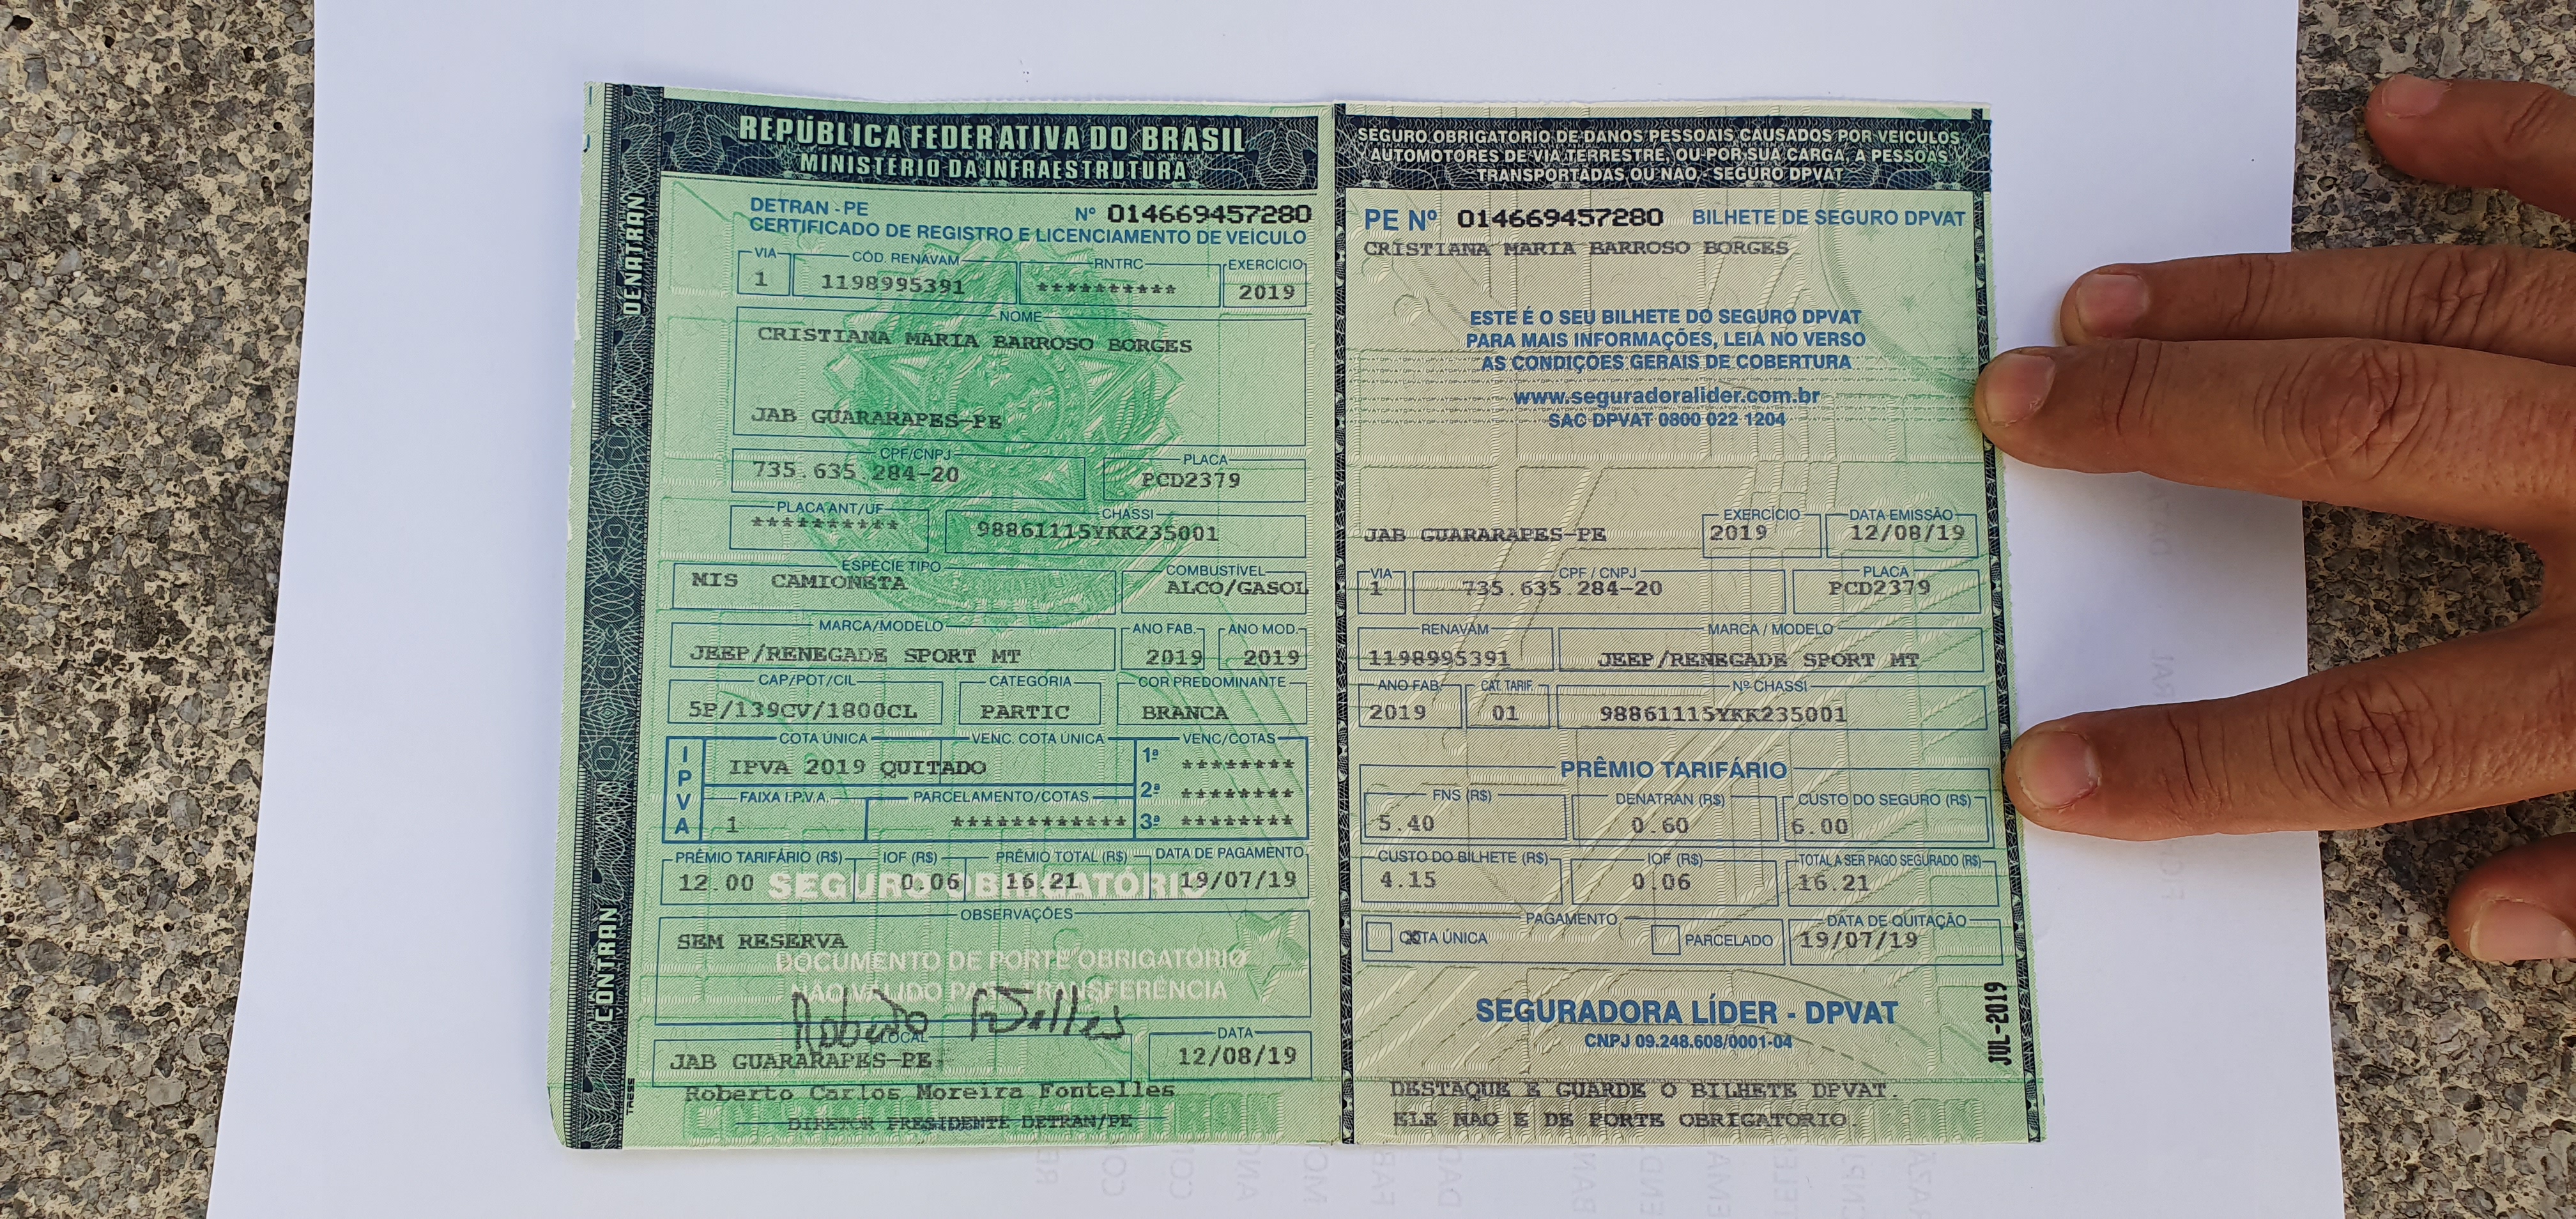 REPÚBLICA FEDERATIVA DO BRASIL
MINISTÉRIO DA INFRAESTRUTURA
DENATRAN
CONTRAN
DETRAN - PE Nº 014669457280
CERTIFICADO DE REGISTRO E LICENCIAMENTO DE VEÍCULO
VIA CÓD. RENAVAM RNTRC EXERCÍCIO
1 1198995391 ********** 2019
NOME
CRISTIANA MARIA BARROSO BORGES
JAB GUARARAPES-PE
CPF/CNPJ PLACA
735.635.284-20 PCD2379
PLACA ANT/UF CHASSI
********** 98861115YKK235001
ESPÉCIE TIPO COMBUSTÍVEL
MIS CAMIONETA ALCO/GASOL
MARCA/MODELO ANO FAB. ANO MOD.
JEEP/RENEGADE SPORT MT 2019 2019
CAP/POT/CIL CATEGORIA COR PREDOMINANTE
5P/139CV/1800CL PARTIC BRANCA
IPVA
COTA ÚNICA VENC. COTA ÚNICA VENC/COTAS
IPVA 2019 QUITADO 1ª ********
2ª ********
FAIXA I.P.V.A. PARCELAMENTO/COTAS
1 ************ 3ª ********
PRÊMIO TARIFÁRIO (R$) IOF (R$) PRÊMIO TOTAL (R$) DATA DE PAGAMENTO
12.00 0.06 16.21 19/07/19
SEGURO OBRIGATÓRIO
OBSERVAÇÕES
SEM RESERVA
DOCUMENTO DE PORTE OBRIGATÓRIO
NÃO VÁLIDO PARA TRANSFERÊNCIA
LOCAL DATA
JAB GUARARAPES-PE 12/08/19
Roberto Carlos Moreira Fontelles
DIRETOR PRESIDENTE DETRAN/PE
SEGURO OBRIGATÓRIO DE DANOS PESSOAIS CAUSADOS POR VEÍCULOS
AUTOMOTORES DE VIA TERRESTRE, OU POR SUA CARGA, A PESSOAS
TRANSPORTADAS OU NÃO - SEGURO DPVAT
PE Nº 014669457280 BILHETE DE SEGURO DPVAT
CRISTIANA MARIA BARROSO BORGES
ESTE É O SEU BILHETE DO SEGURO DPVAT
PARA MAIS INFORMAÇÕES, LEIA NO VERSO
AS CONDIÇÕES GERAIS DE COBERTURA
www.seguradoralider.com.br
SAC DPVAT 0800 022 1204
EXERCÍCIO DATA EMISSÃO
JAB GUARARAPES-PE 2019 12/08/19
VIA CPF / CNPJ PLACA
1 735.635.284-20 PCD2379
RENAVAM MARCA / MODELO
1198995391 JEEP/RENEGADE SPORT MT
ANO FAB. CAT. TARIF. Nº CHASSI
2019 01 98861115YKK235001
PRÊMIO TARIFÁRIO
FNS (R$) DENATRAN (R$) CUSTO DO SEGURO (R$)
5.40 0.60 6.00
CUSTO DO BILHETE (R$) IOF (R$) TOTAL A SER PAGO SEGURADO (R$)
4.15 0.06 16.21
PAGAMENTO DATA DE QUITAÇÃO
X COTA ÚNICA PARCELADO 19/07/19
SEGURADORA LÍDER - DPVAT
CNPJ 09.248.608/0001-04
JUL-2019
DESTAQUE E GUARDE O BILHETE DPVAT.
ELE NAO E DE PORTE OBRIGATORIO.